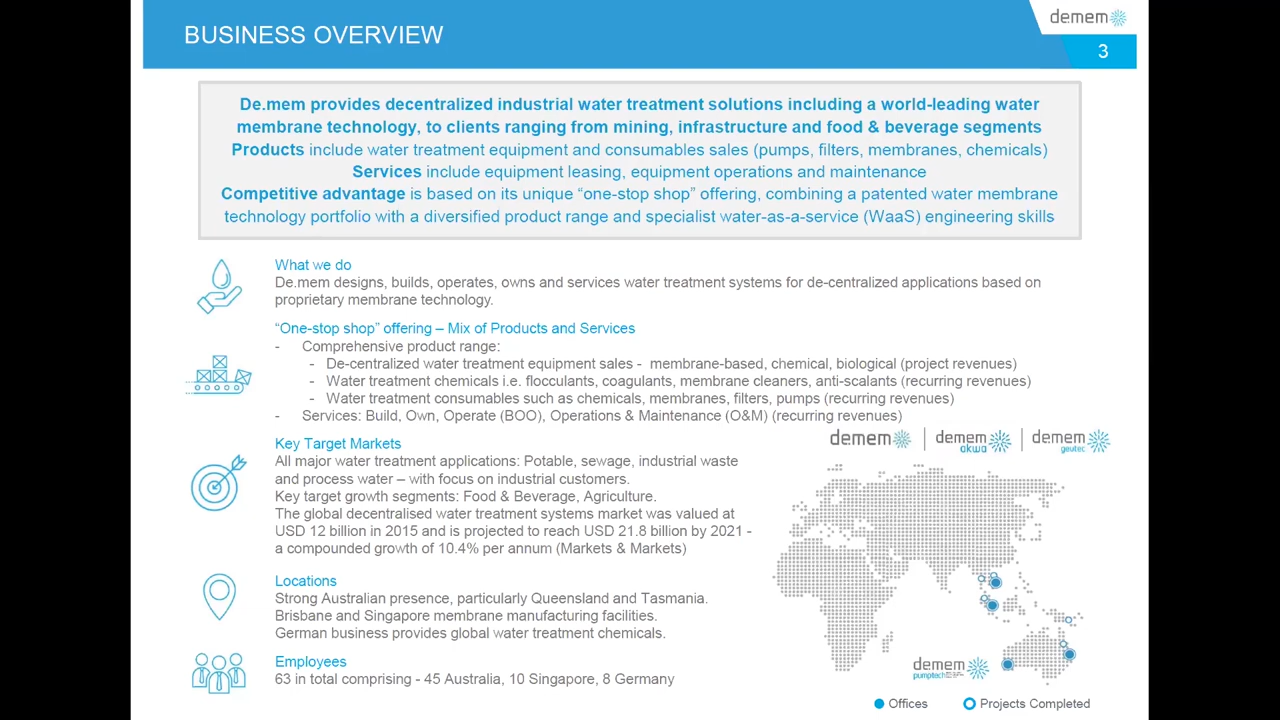 BUSINESS OVERVIEW
de.mem
3
De.mem provides decentralized industrial water treatment solutions including a world-leading water
membrane technology, to clients ranging from mining, infrastructure and food & beverage segments
Products include water treatment equipment and consumables sales (pumps, filters, membranes, chemicals)
Services include equipment leasing, equipment operations and maintenance
Competitive advantage is based on its unique “one-stop shop” offering, combining a patented water membrane
technology portfolio with a diversified product range and specialist water-as-a-service (WaaS) engineering skills
What we do
De.mem designs, builds, operates, owns and services water treatment systems for de-centralized applications based on
proprietary membrane technology.
“One-stop shop” offering – Mix of Products and Services
- Comprehensive product range:
- De-centralized water treatment equipment sales - membrane-based, chemical, biological (project revenues)
- Water treatment chemicals i.e. flocculants, coagulants, membrane cleaners, anti-scalants (recurring revenues)
- Water treatment consumables such as chemicals, membranes, filters, pumps (recurring revenues)
- Services: Build, Own, Operate (BOO), Operations & Maintenance (O&M) (recurring revenues)
Key Target Markets
All major water treatment applications: Potable, sewage, industrial waste
and process water – with focus on industrial customers.
Key target growth segments: Food & Beverage, Agriculture.
The global decentralised water treatment systems market was valued at
USD 12 billion in 2015 and is projected to reach USD 21.8 billion by 2021 -
a compounded growth of 10.4% per annum (Markets & Markets)
Locations
Strong Australian presence, particularly Queensland and Tasmania.
Brisbane and Singapore membrane manufacturing facilities.
German business provides global water treatment chemicals.
Employees
63 in total comprising - 45 Australia, 10 Singapore, 8 Germany
demem
demem
akwa
demem
geutec
demem
pumptech
Offices
Projects Completed